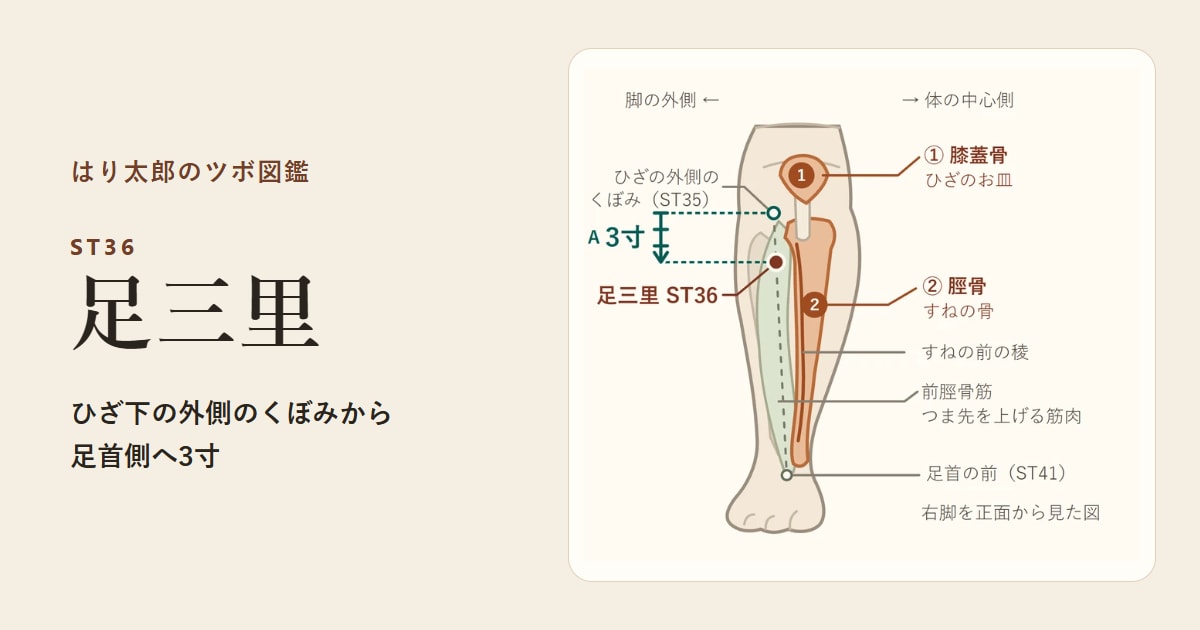 はり太郎のツボ図鑑
ST36
足三里
ひざ下の外側のくぼみから
足首側へ3寸
脚の外側 ←
→ 体の中心側
ひざの外側の
くぼみ（ST35）
A 3寸
足三里 ST36
1
① 膝蓋骨
ひざのお皿
2
② 脛骨
すねの骨
すねの前の稜
前脛骨筋
つま先を上げる筋肉
足首の前（ST41）
右脚を正面から見た図